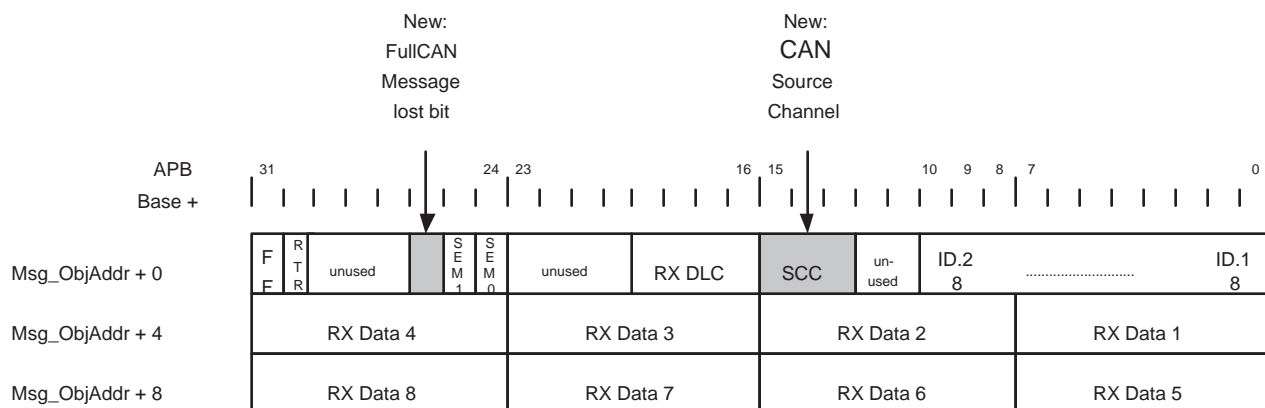 New:
FullCAN
Message
lost bit
New:
CAN
Source
Channel
APB
Base +
31 24 23 16 15 10 9 8 7 0
Msg_ObjAddr + 0
F F
R T R
unused
S E M 1
S E M 0
unused
RX DLC
SCC
un-
used
ID.2
8
............................
ID.1
8
Msg_ObjAddr + 4 RX Data 4 RX Data 3 RX Data 2 RX Data 1
Msg_ObjAddr + 8 RX Data 8 RX Data 7 RX Data 6 RX Data 5